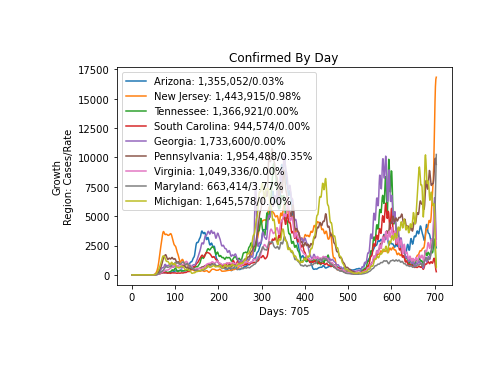 Confirmed By Day
17500
15000
12500
10000
7500
5000
2500
0
Growth
Region: Cases/Rate
Arizona: 1,355,052/0.03%
New Jersey: 1,443,915/0.98%
Tennessee: 1,366,921/0.00%
South Carolina: 944,574/0.00%
Georgia: 1,733,600/0.00%
Pennsylvania: 1,954,488/0.35%
Virginia: 1,049,336/0.00%
Maryland: 663,414/3.77%
Michigan: 1,645,578/0.00%
0 100 200 300 400 500 600 700
Days: 705